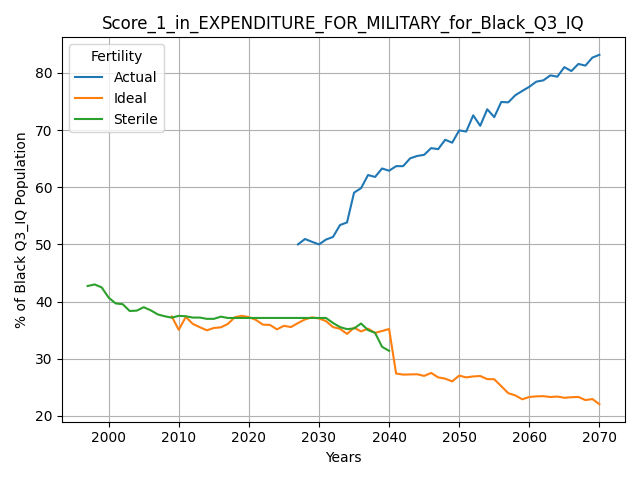 Score_1_in_EXPENDITURE_FOR_MILITARY_for_Black_Q3_IQ
Fertility
Actual
Ideal
Sterile
% of Black Q3_IQ Population
80
70
60
50
40
30
20
2000 2010 2020 2030 2040 2050 2060 2070
Years